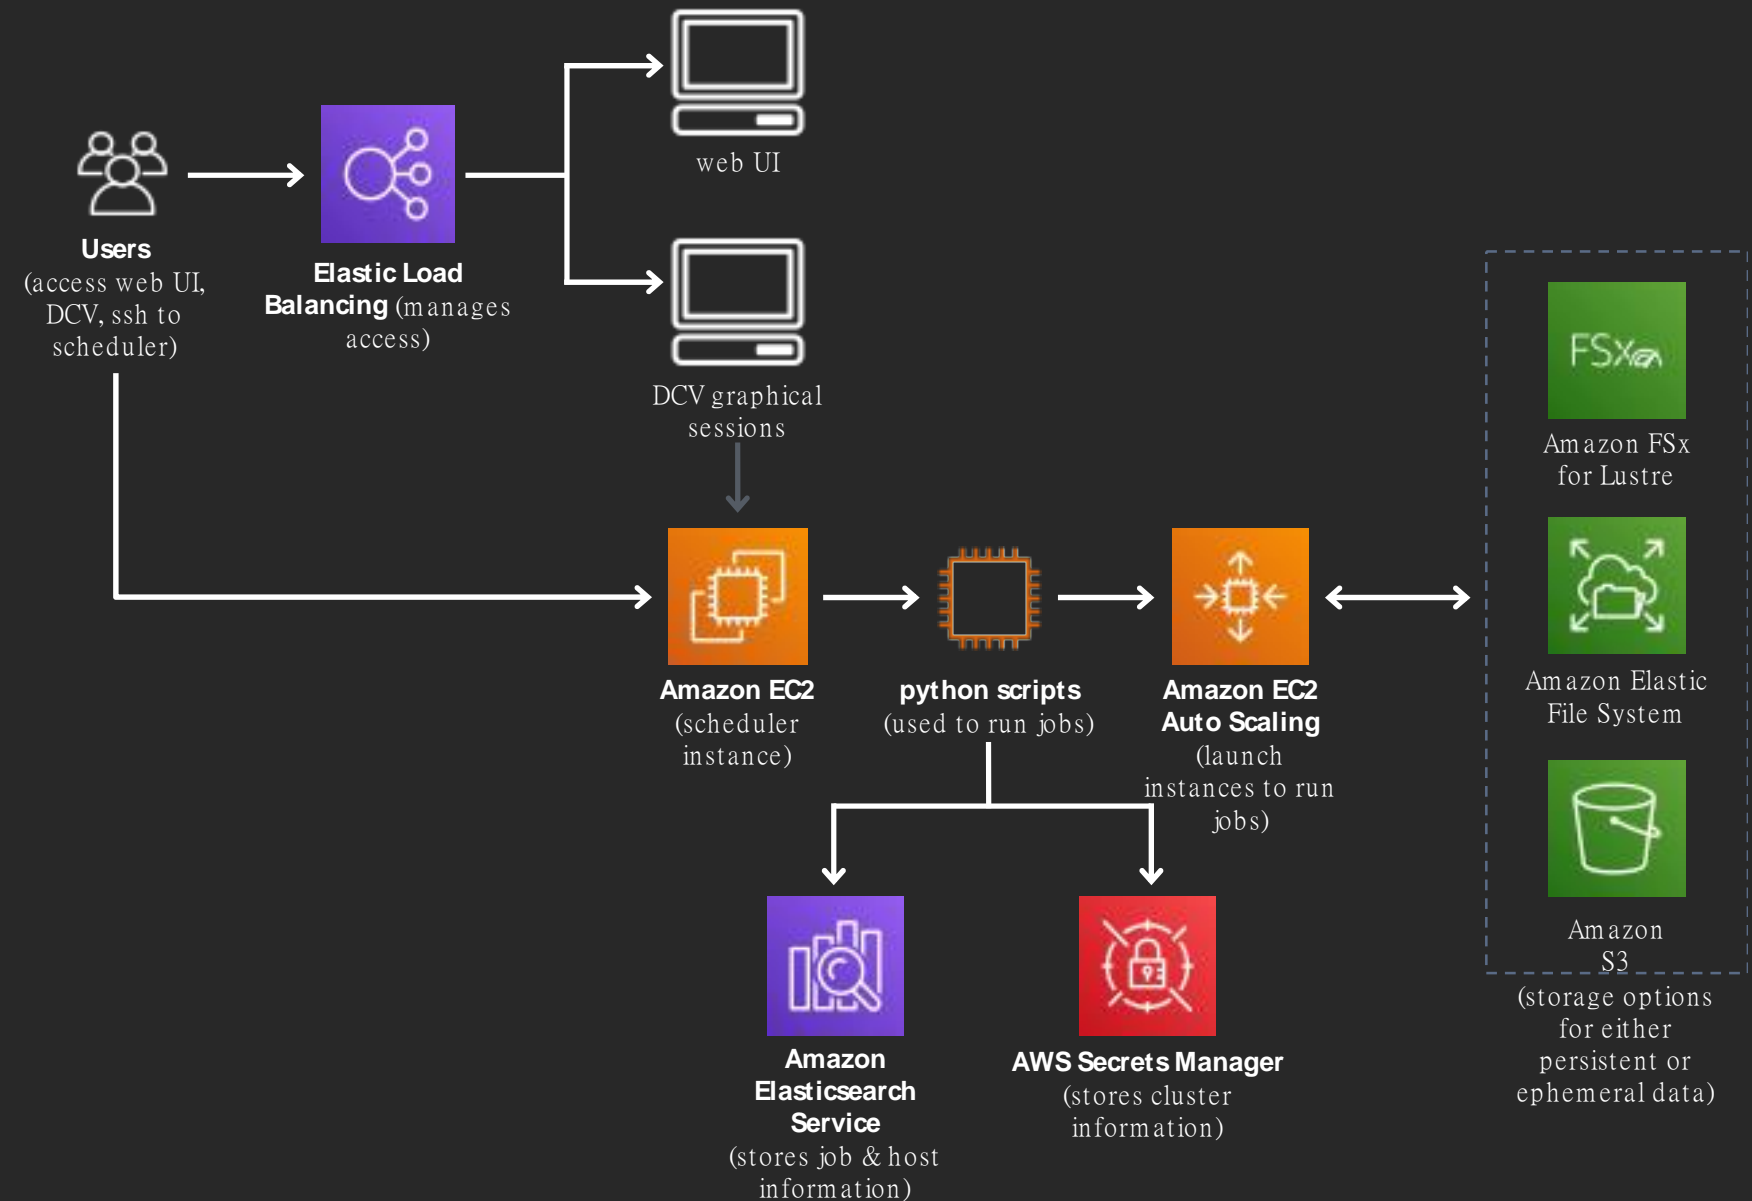 web UI
Users
(access web UI,
DCV, ssh to
scheduler)
Elastic Load
Balancing (manages
access)
DCV graphical
sessions
FSx
Amazon FSx
for Lustre
Amazon EC2
(scheduler
instance)
python scripts
(used to run jobs)
Amazon EC2
Auto Scaling
(launch
instances to run
jobs)
Amazon Elastic
File System
Amazon
S3
(storage options
for either
persistent or
ephemeral data)
Amazon
Elasticsearch
Service
(stores job & host
information)
AWS Secrets Manager
(stores cluster
information)